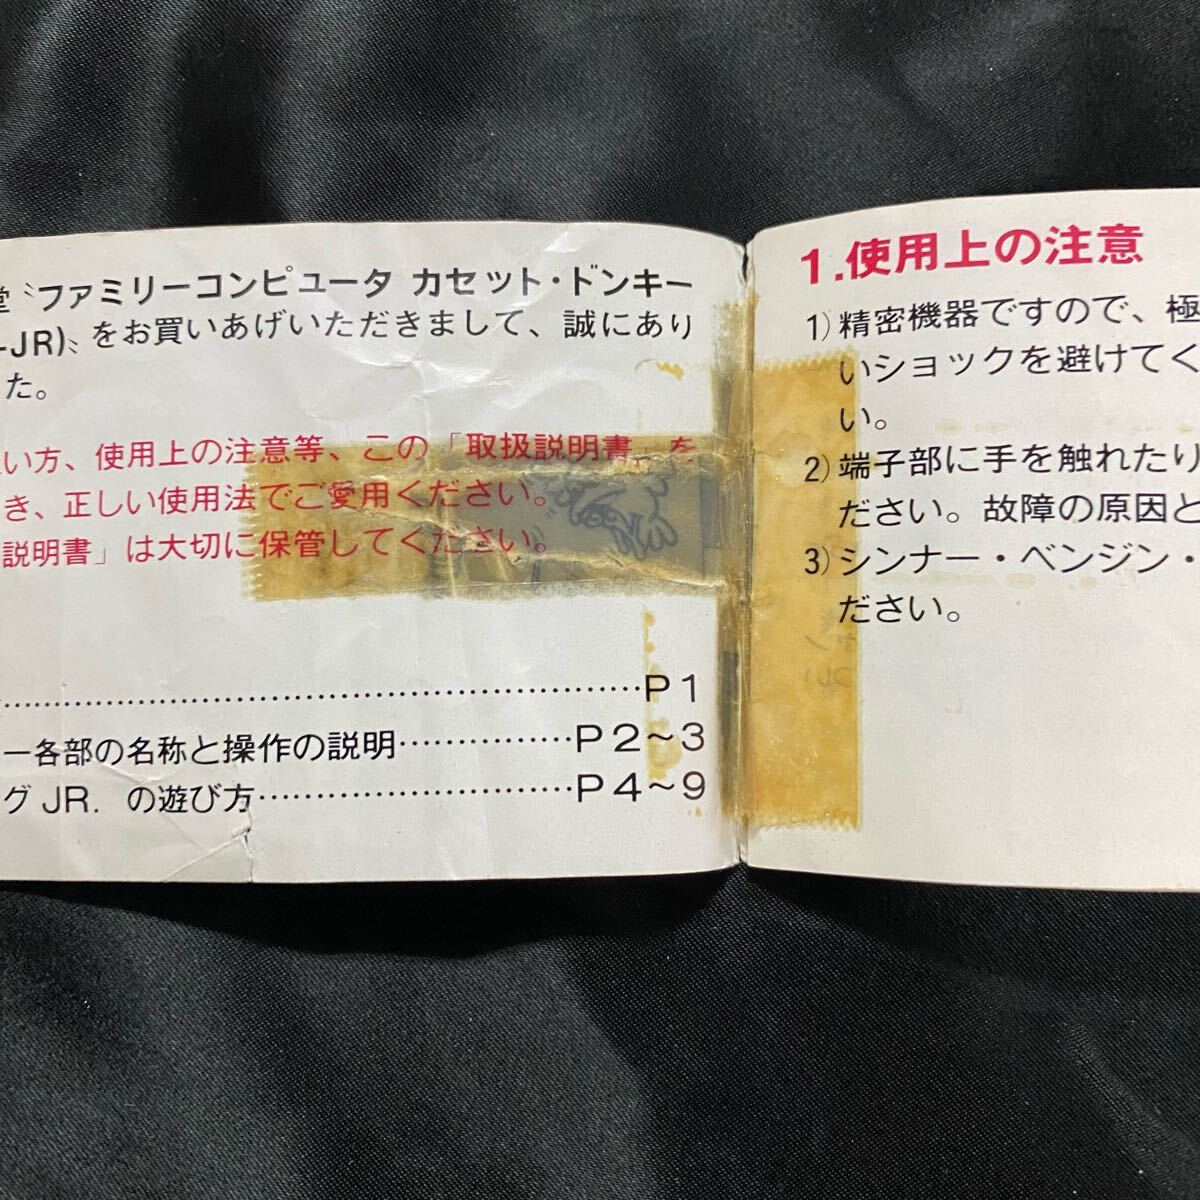 堂〝ファミリーコンピュータ カセット・ドンキー
-JR)〟をお買いあげいただきまして、誠にあり
た。
い方、使用上の注意等、この「取扱説明書」を
き、正しい使用法でご愛用ください。
説明書」は大切に保管してください。
……………………………………………………P1
ー各部の名称と操作の説明……………P2～3
グJR. の遊び方………………………P4～9
1.使用上の注意
1)精密機器ですので、極
いショックを避けてく
い。
2)端子部に手を触れたり
ださい。故障の原因と
3)シンナー・ベンジン・
ださい。